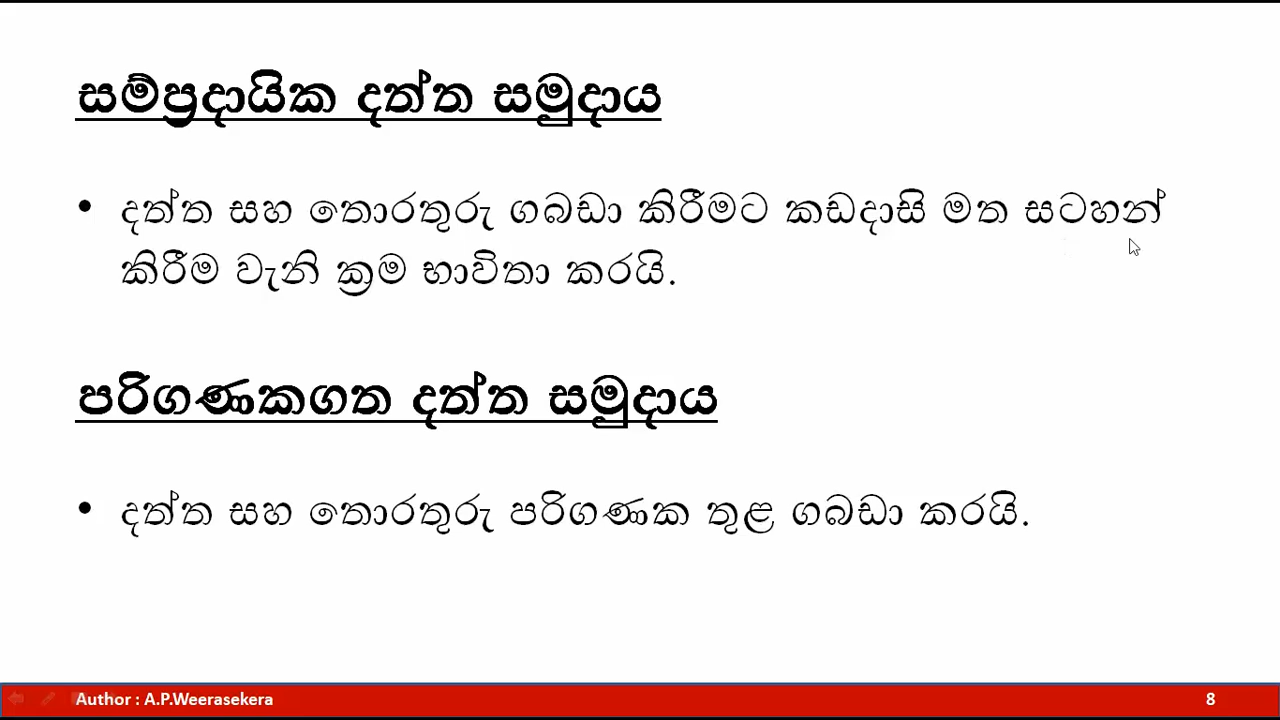 සම්ප්‍රදායික දත්ත සමුදාය
• දත්ත සහ තොරතුරු ගබඩා කිරීමට කඩදාසි මත සටහන්
කිරීම වැනි ක්‍රම භාවිතා කරයි.
පරිගණකගත දත්ත සමුදාය
• දත්ත සහ තොරතුරු පරිගණක තුළ ගබඩා කරයි.
Author : A.P.Weerasekera 8